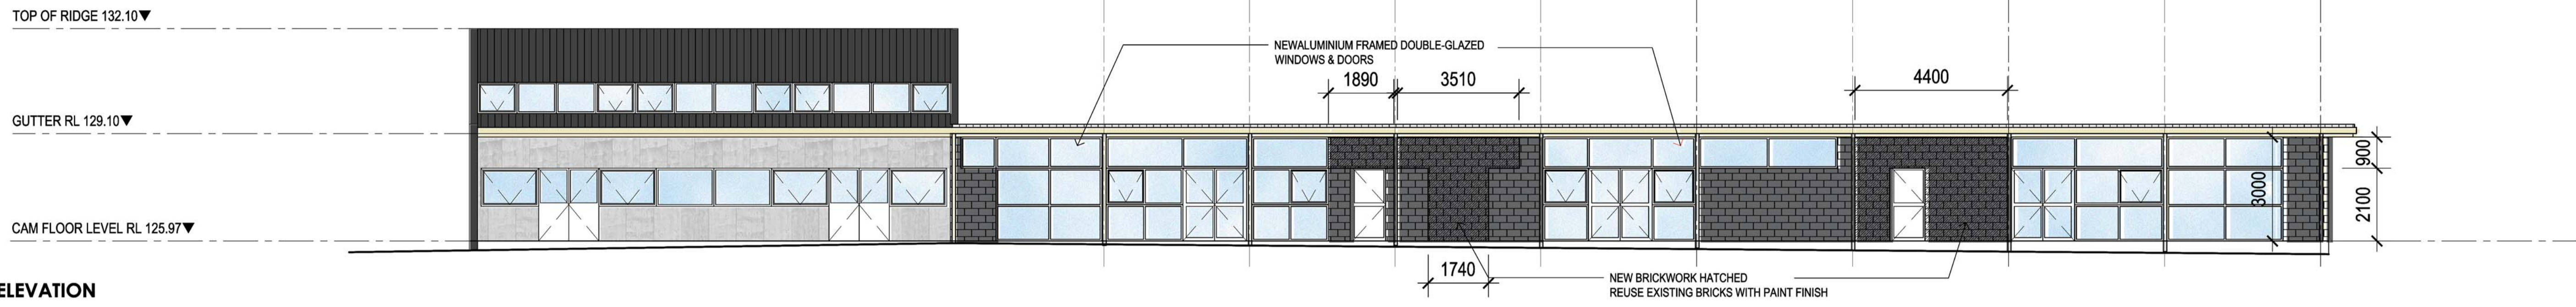 TOP OF RIDGE 132.10▼
NEWALUMINIUM FRAMED DOUBLE-GLAZED
WINDOWS & DOORS
1890
3510
4400
GUTTER RL 129.10▼
900
3000
2100
CAM FLOOR LEVEL RL 125.97▼
1740
NEW BRICKWORK HATCHED
REUSE EXISTING BRICKS WITH PAINT FINISH
ELEVATION